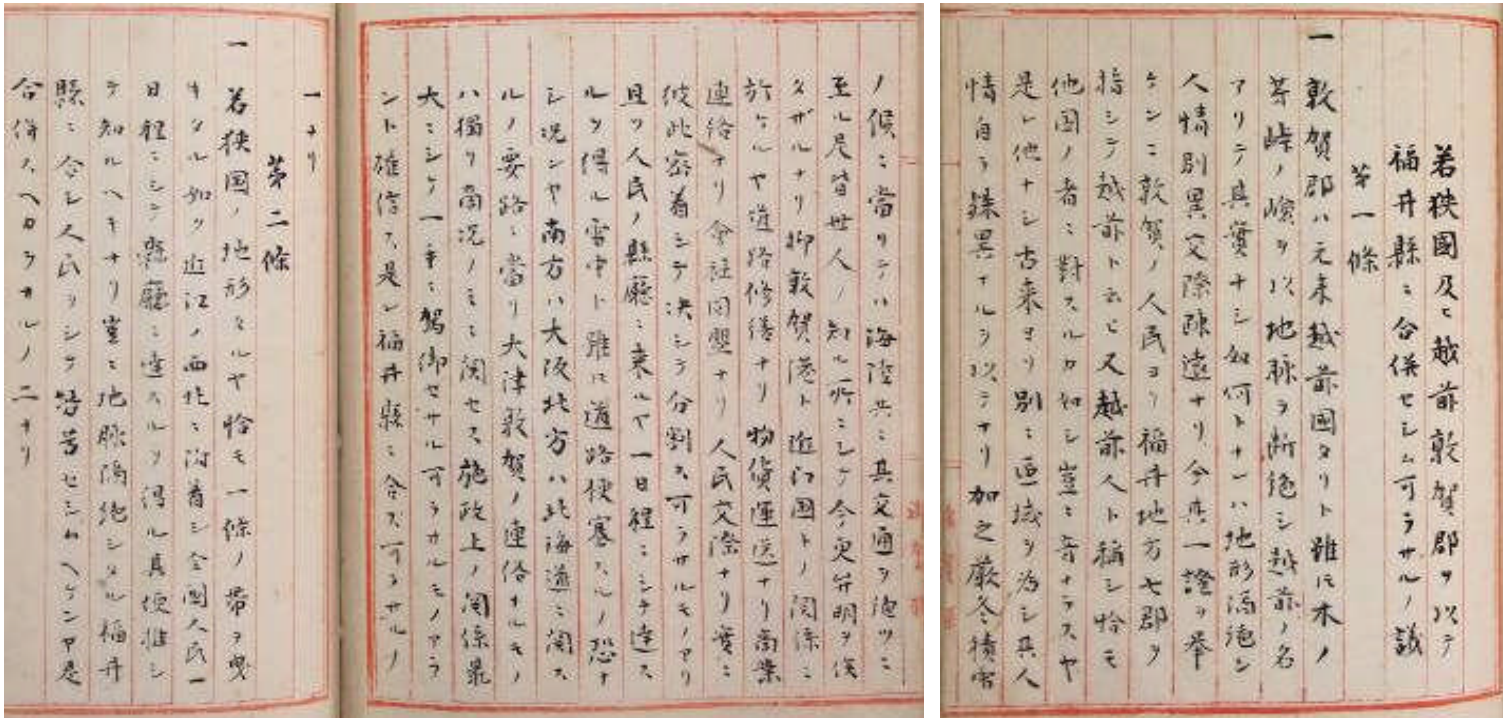 若狭國及ヒ越前敦賀郡ヲ以テ
福井縣ニ合併セシム可ラサルノ議
第一條
一敦賀郡ハ元来越前國タリト雖ヒ木ノ
芽峠ノ嶮ヲ以地脉ヲ断絶シ越前ノ名
アリテ其實ナシ如何トナレハ地形隔絶シ
人情別異交際疎遠ナリ今其一證ヲ挙
ケンニ敦賀ノ人民ヨリ福井地方七郡ヲ
指シテ越前ト云ヒ又越前人ト稱シ恰モ
他国ノ者ニ對スルカ如シ豈ニ音ナラスヤ
是レ他ナシ古来ヨリ別ニ區域ヲ為シ其人
情自ラ殊異ナルヲ以テナリ加之厳冬積雪
ノ候ニ當リテハ海陸共ニ其交通ヲ絶ツニ
至ル是皆世人ノ知ル所ニシテ今更弁明ヲ俟
タザルナリ抑敦賀港ト近江国トノ関係ニ
於ケルヤ道路修繕ナリ物貨運送ナリ商業
連絡ナリ會社同盟ナリ人民交際ナリ實ニ
彼此密着シテ決シテ分割ス可ラサルモノアリ
且ツ人民ノ縣廳ニ来ルヤ一日程ニシテ達ス
ルヲ得ル雪中ト雖ヒ道路梗塞スルノ恐ナ
シ况ンヤ南方ハ大阪北方ハ北海道ニ関ス
ルノ要路ニ當リ大津敦賀ノ連絡ナルモノ
ハ獨リ商况ノミニ関セス施政上ノ関係最
大ニシテ一手ニ駕御セサル可ラサルモノアラ
ント確信ス是レ福井縣ニ合ス可ラサルノ
一ナリ
第二條
一若狭国ノ地形タルヤ恰モ一條ノ帯ヲ曳
キタル如ク近江ノ西北ニ附着シ全國人民一
日程ニシテ縣廳ニ達スルヲ得ル其便推シ
テ知ルヘキナリ豈ニ地脉隔絶シタル福井
縣ニ合シ人民ヲシテ苦セシムヘケンヤ是
合併スヘカラサルノ二ナリ